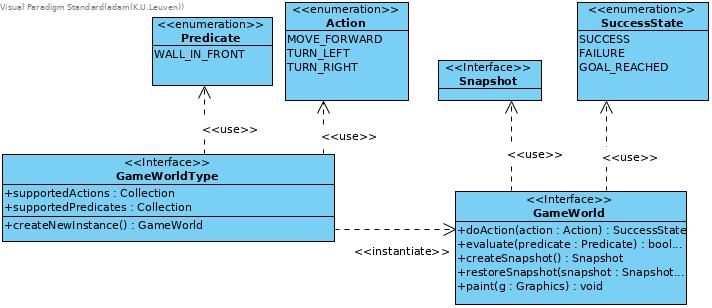 Visual Paradigm Standard(adam(K.U.Leuven))
<<enumeration>>
Predicate
WALL_IN_FRONT
<<enumeration>>
Action
MOVE_FORWARD
TURN_LEFT
TURN_RIGHT
<<Interface>>
Snapshot
<<enumeration>>
SuccessState
SUCCESS
FAILURE
GOAL_REACHED
<<use>>
<<use>>
<<use>>
<<use>>
<<Interface>>
GameWorldType
+supportedActions : Collection
+supportedPredicates : Collection
+createNewInstance() : GameWorld
<<instantiate>>
<<Interface>>
GameWorld
+doAction(action : Action) : SuccessState
+evaluate(predicate : Predicate) : bool...
+createSnapshot() : Snapshot
+restoreSnapshot(snapshot : Snapshot...
+paint(g : Graphics) : void